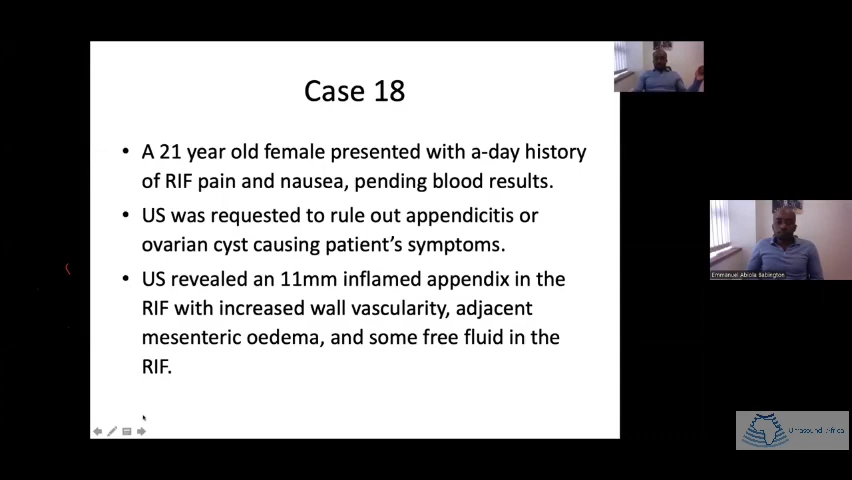 Case 18
• A 21 year old female presented with a-day history
of RIF pain and nausea, pending blood results.
• US was requested to rule out appendicitis or
ovarian cyst causing patient's symptoms.
• US revealed an 11mm inflamed appendix in the
RIF with increased wall vascularity, adjacent
mesenteric oedema, and some free fluid in the
RIF.
Emmanuel Abiola Babington
Ultrasound Africa